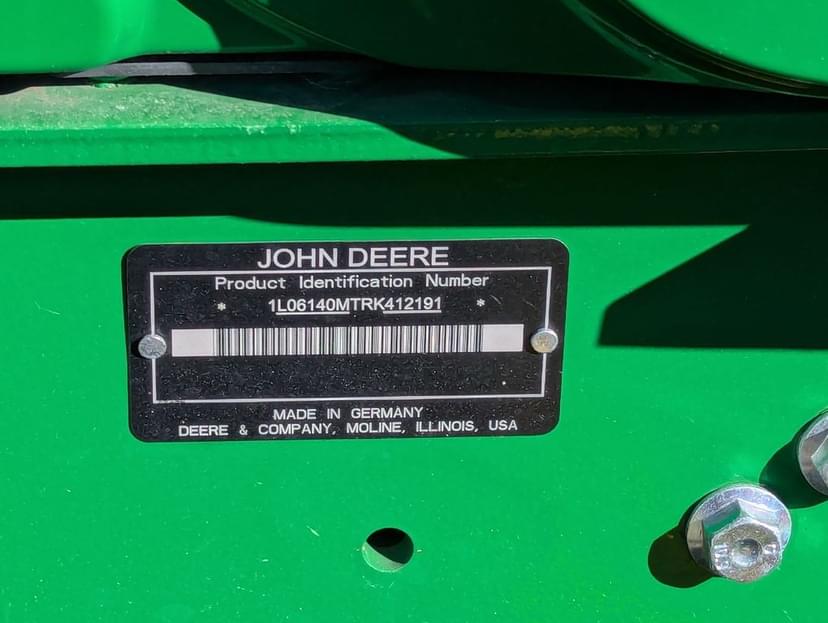 JOHN DEERE
Product Identification Number
* 1L06140MTRK412191 *
MADE IN GERMANY
DEERE & COMPANY, MOLINE, ILLINOIS, USA